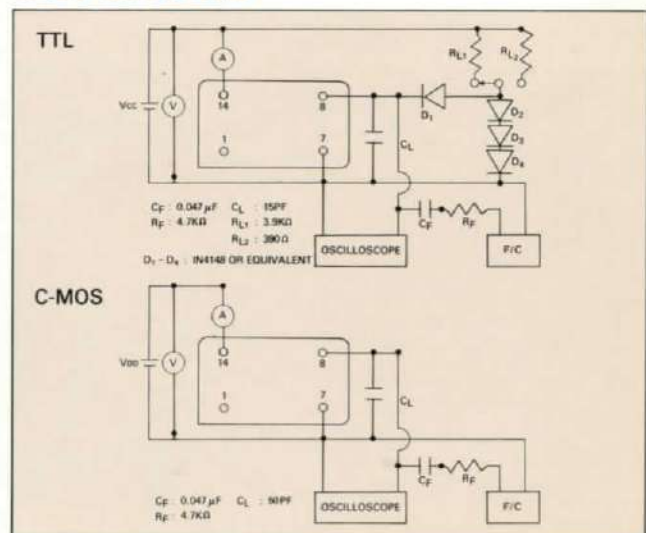 TTL
A
RL1
RL2
Vcc
V
14
8
D1
D2
1
7
CL
D3
D4
CF : 0.047μF CL : 15PF
RF : 4.7KΩ RL1 : 3.9KΩ
RL2 : 390Ω
CF
RF
D1 - D4 : IN4148 OR EQUIVALENT
OSCILLOSCOPE
F/C
C-MOS
A
VDD
V
14
8
1
7
CL
CF
RF
CF : 0.047μF CL : 50PF
RF : 4.7KΩ
OSCILLOSCOPE
F/C